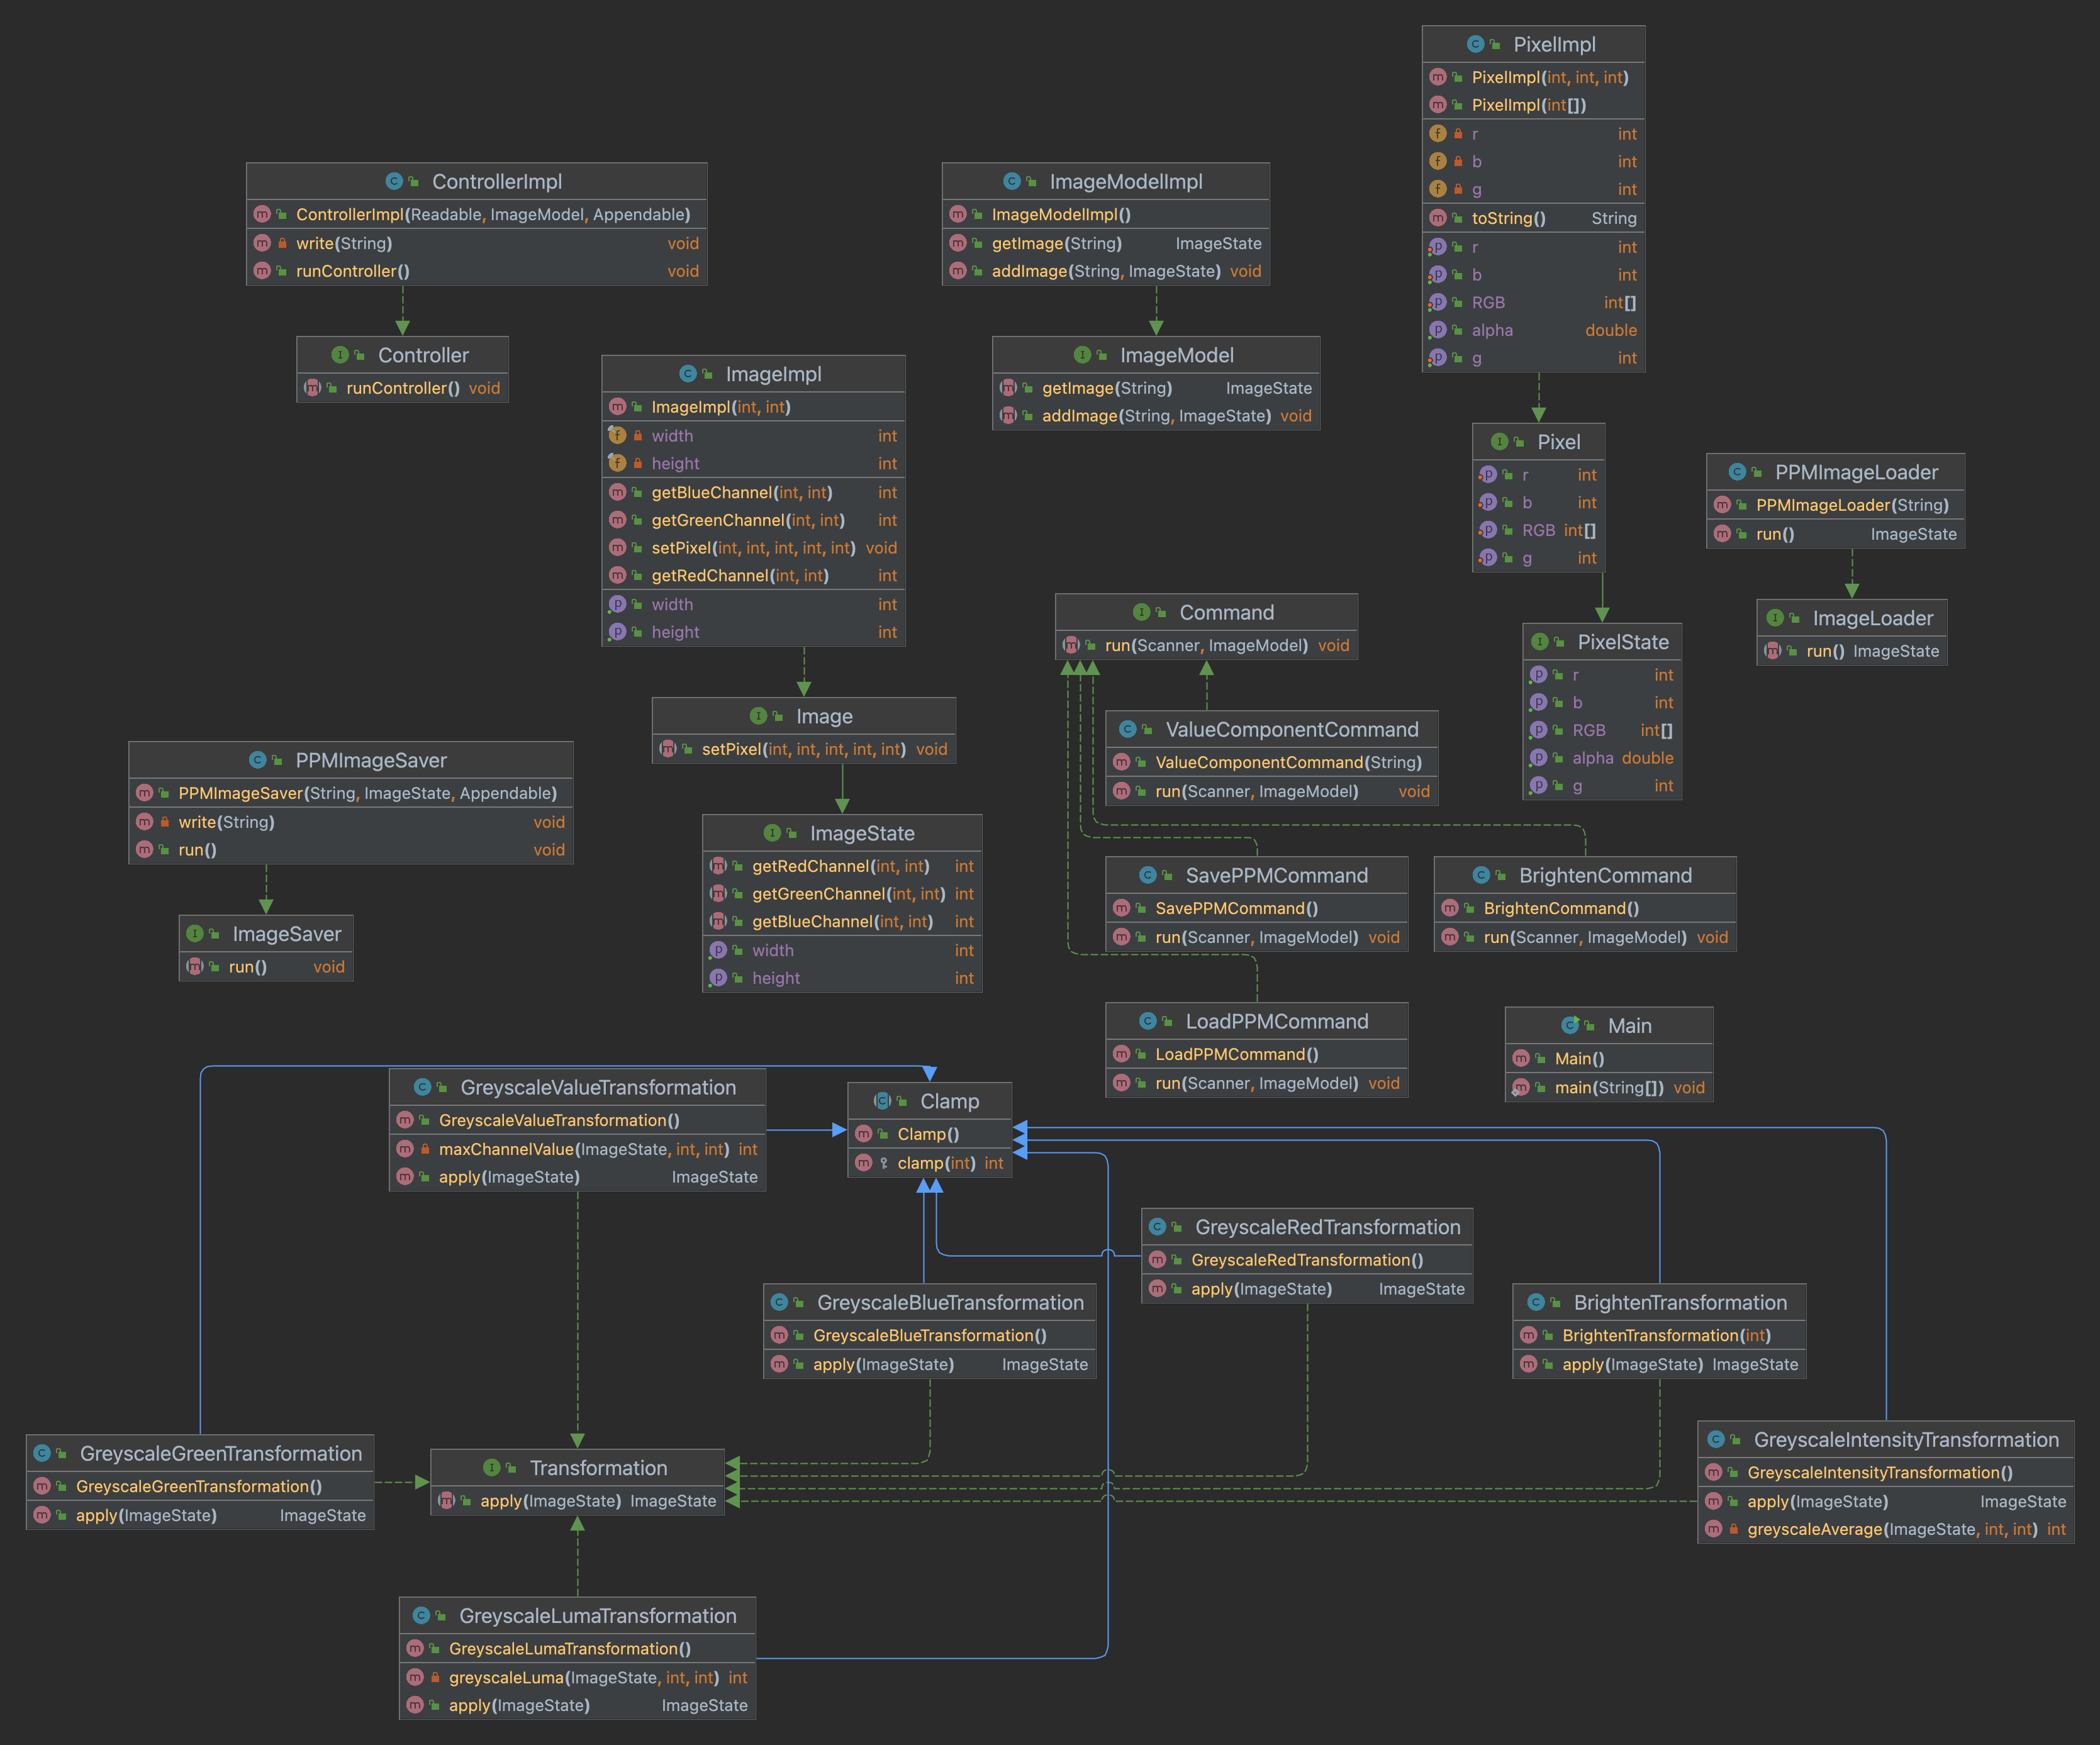 PixelImpl
PixelImpl(int, int, int)
PixelImpl(int[])
r int
b int
g int
toString() String
r int
b int
RGB int[]
alpha double
g int
ControllerImpl
ControllerImpl(Readable, ImageModel, Appendable)
write(String) void
runController() void
ImageModelImpl
ImageModelImpl()
getImage(String) ImageState
addImage(String, ImageState) void
Controller
runController() void
ImageImpl
ImageImpl(int, int)
width int
height int
getBlueChannel(int, int) int
getGreenChannel(int, int) int
setPixel(int, int, int, int, int) void
getRedChannel(int, int) int
width int
height int
ImageModel
getImage(String) ImageState
addImage(String, ImageState) void
Pixel
r int
b int
RGB int[]
g int
PPMImageLoader
PPMImageLoader(String)
run() ImageState
Command
run(Scanner, ImageModel) void
PixelState
r int
b int
RGB int[]
alpha double
g int
ImageLoader
run() ImageState
Image
setPixel(int, int, int, int, int) void
ValueComponentCommand
ValueComponentCommand(String)
run(Scanner, ImageModel) void
PPMImageSaver
PPMImageSaver(String, ImageState, Appendable)
write(String) void
run() void
ImageState
getRedChannel(int, int) int
getGreenChannel(int, int) int
getBlueChannel(int, int) int
width int
height int
SavePPMCommand
SavePPMCommand()
run(Scanner, ImageModel) void
BrightenCommand
BrightenCommand()
run(Scanner, ImageModel) void
ImageSaver
run() void
LoadPPMCommand
LoadPPMCommand()
run(Scanner, ImageModel) void
Main
Main()
main(String[]) void
GreyscaleValueTransformation
GreyscaleValueTransformation()
maxChannelValue(ImageState, int, int) int
apply(ImageState) ImageState
Clamp
Clamp()
clamp(int) int
GreyscaleRedTransformation
GreyscaleRedTransformation()
apply(ImageState) ImageState
GreyscaleBlueTransformation
GreyscaleBlueTransformation()
apply(ImageState) ImageState
BrightenTransformation
BrightenTransformation(int)
apply(ImageState) ImageState
GreyscaleGreenTransformation
GreyscaleGreenTransformation()
apply(ImageState) ImageState
Transformation
apply(ImageState) ImageState
GreyscaleIntensityTransformation
GreyscaleIntensityTransformation()
apply(ImageState) ImageState
greyscaleAverage(ImageState, int, int) int
GreyscaleLumaTransformation
GreyscaleLumaTransformation()
greyscaleLuma(ImageState, int, int) int
apply(ImageState) ImageState